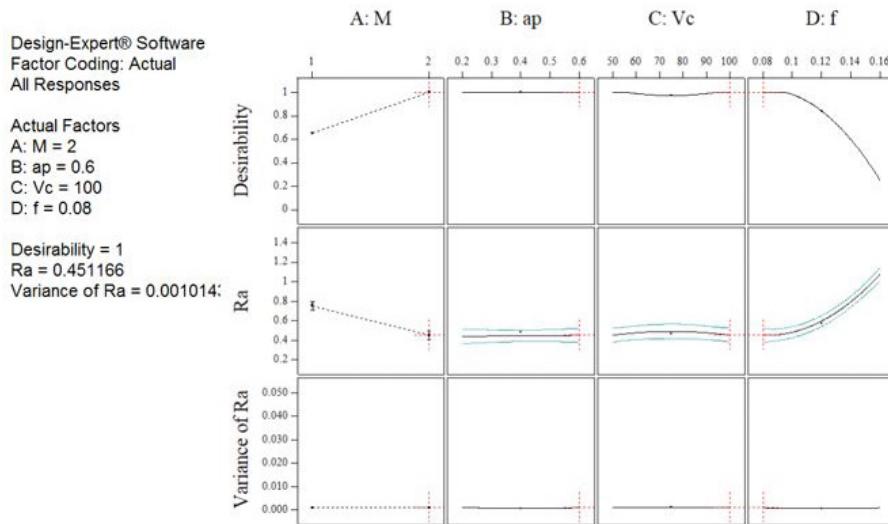 Design-Expert® Software
Factor Coding: Actual
All Responses
Actual Factors
A: M = 2
B: ap = 0.6
C: Vc = 100
D: f = 0.08
Desirability = 1
Ra = 0.451166
Variance of Ra = 0.0010143
A: M B: ap C: Vc D: f
1 2 0.2 0.3 0.4 0.5 0.6 50 60 70 80 90 100 0.08 0.1 0.12 0.14 0.16
Desirability
1
0.8
0.6
0.4
0.2
0
Ra
1.4
1.2
1
0.8
0.6
0.4
0.2
Variance of Ra
0.050
0.040
0.030
0.020
0.010
0.000